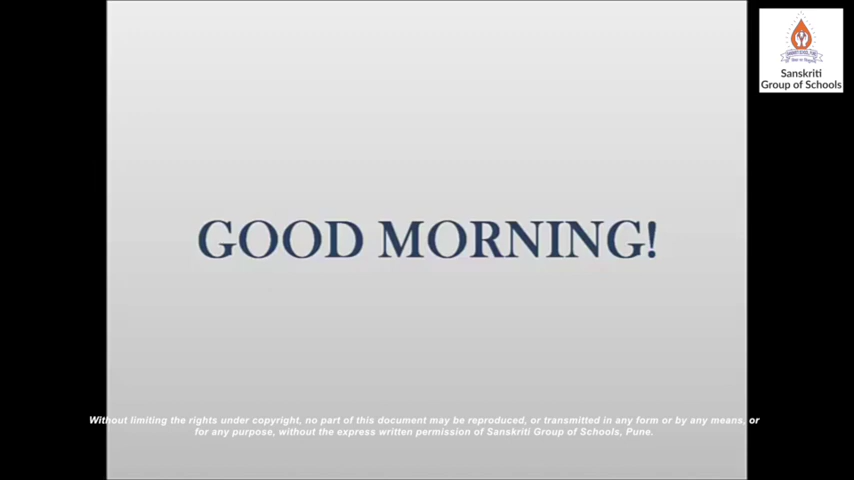 Sanskriti
Group of Schools
GOOD MORNING!
Without limiting the rights under copyright, no part of this document may be reproduced, or transmitted in any form or by any means, or
for any purpose, without the express written permission of Sanskriti Group of Schools, Pune.